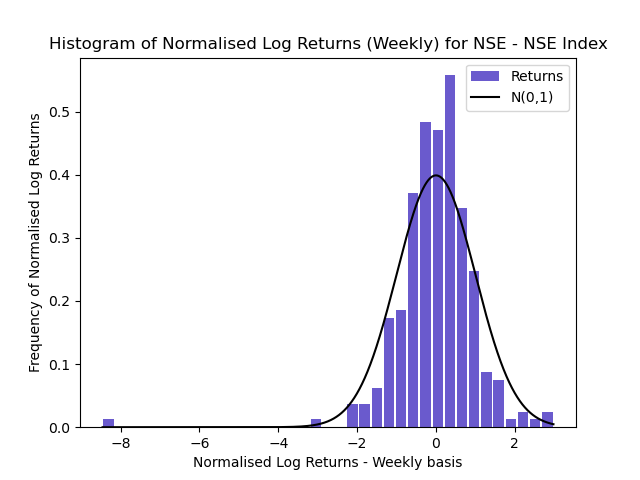 Histogram of Normalised Log Returns (Weekly) for NSE - NSE Index
Returns
N(0,1)
Frequency of Normalised Log Returns
0.5
0.4
0.3
0.2
0.1
0.0
−8 −6 −4 −2 0 2
Normalised Log Returns - Weekly basis